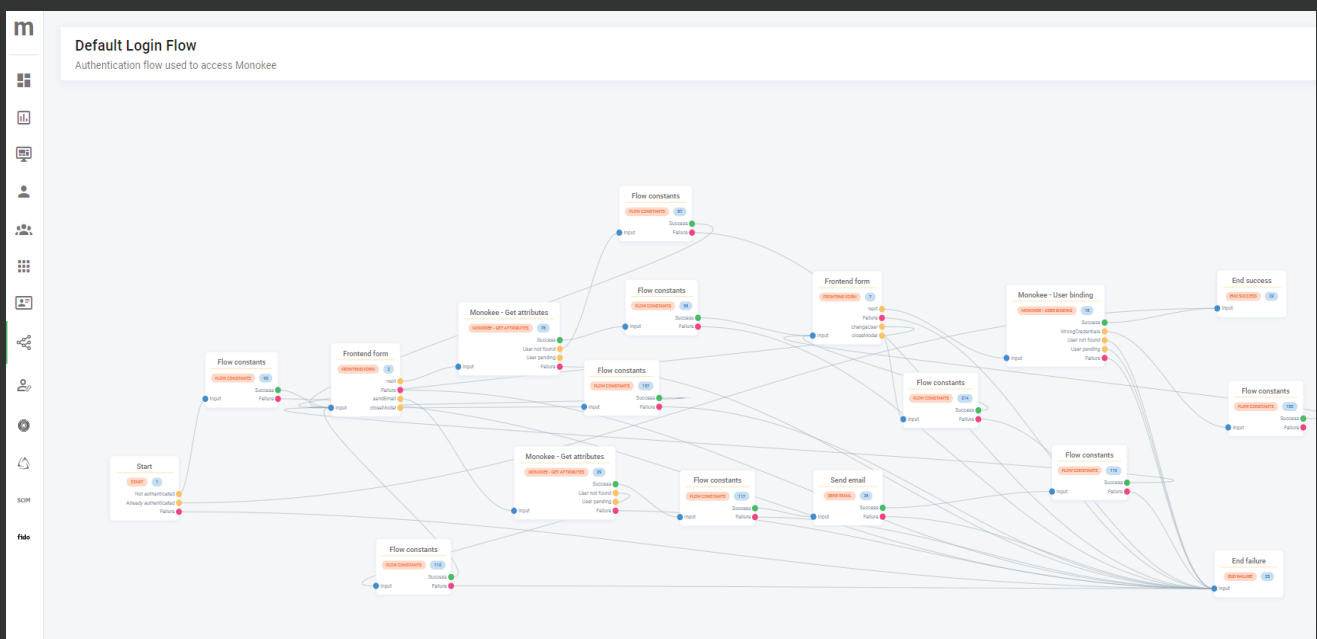 m
Default Login Flow
Authentication flow used to access Monokee
Flow constants
FLOW CONSTANTS
Success
Input Failure
Flow constants
FLOW CONSTANTS
Success
Input Failure
Frontend form
FRONTEND FORM 7
next
Failure
changeUser
closeModal
Input
End success
END SUCCESS
Input
Monokee - User binding
MONOKEE - USER BINDING
Success
WrongCredentials
User not found
User pending
Input Failure
Monokee - Get attributes
MONOKEE - GET ATTRIBUTES
Success
User not found
User pending
Input Failure
Frontend form
FRONTEND FORM 2
next
Failure
sendEmail
closeModal
Input
Flow constants
FLOW CONSTANTS
Success
Input Failure
Flow constants
FLOW CONSTANTS
Success
Input Failure
Flow constants
FLOW CONSTANTS
Success
Input Failure
Flow constants
FLOW CONSTANTS
Success
Input Failure
Start
START 1
Not authenticated
Already authenticated
Failure
Monokee - Get attributes
MONOKEE - GET ATTRIBUTES
Success
User not found
User pending
Input Failure
Flow constants
FLOW CONSTANTS 117
Success
Input Failure
Send email
SEND EMAIL
Success
Input Failure
Flow constants
FLOW CONSTANTS
Success
Input Failure
SCIM
fido
Flow constants
FLOW CONSTANTS
Success
Input Failure
End failure
END FAILURE
Input